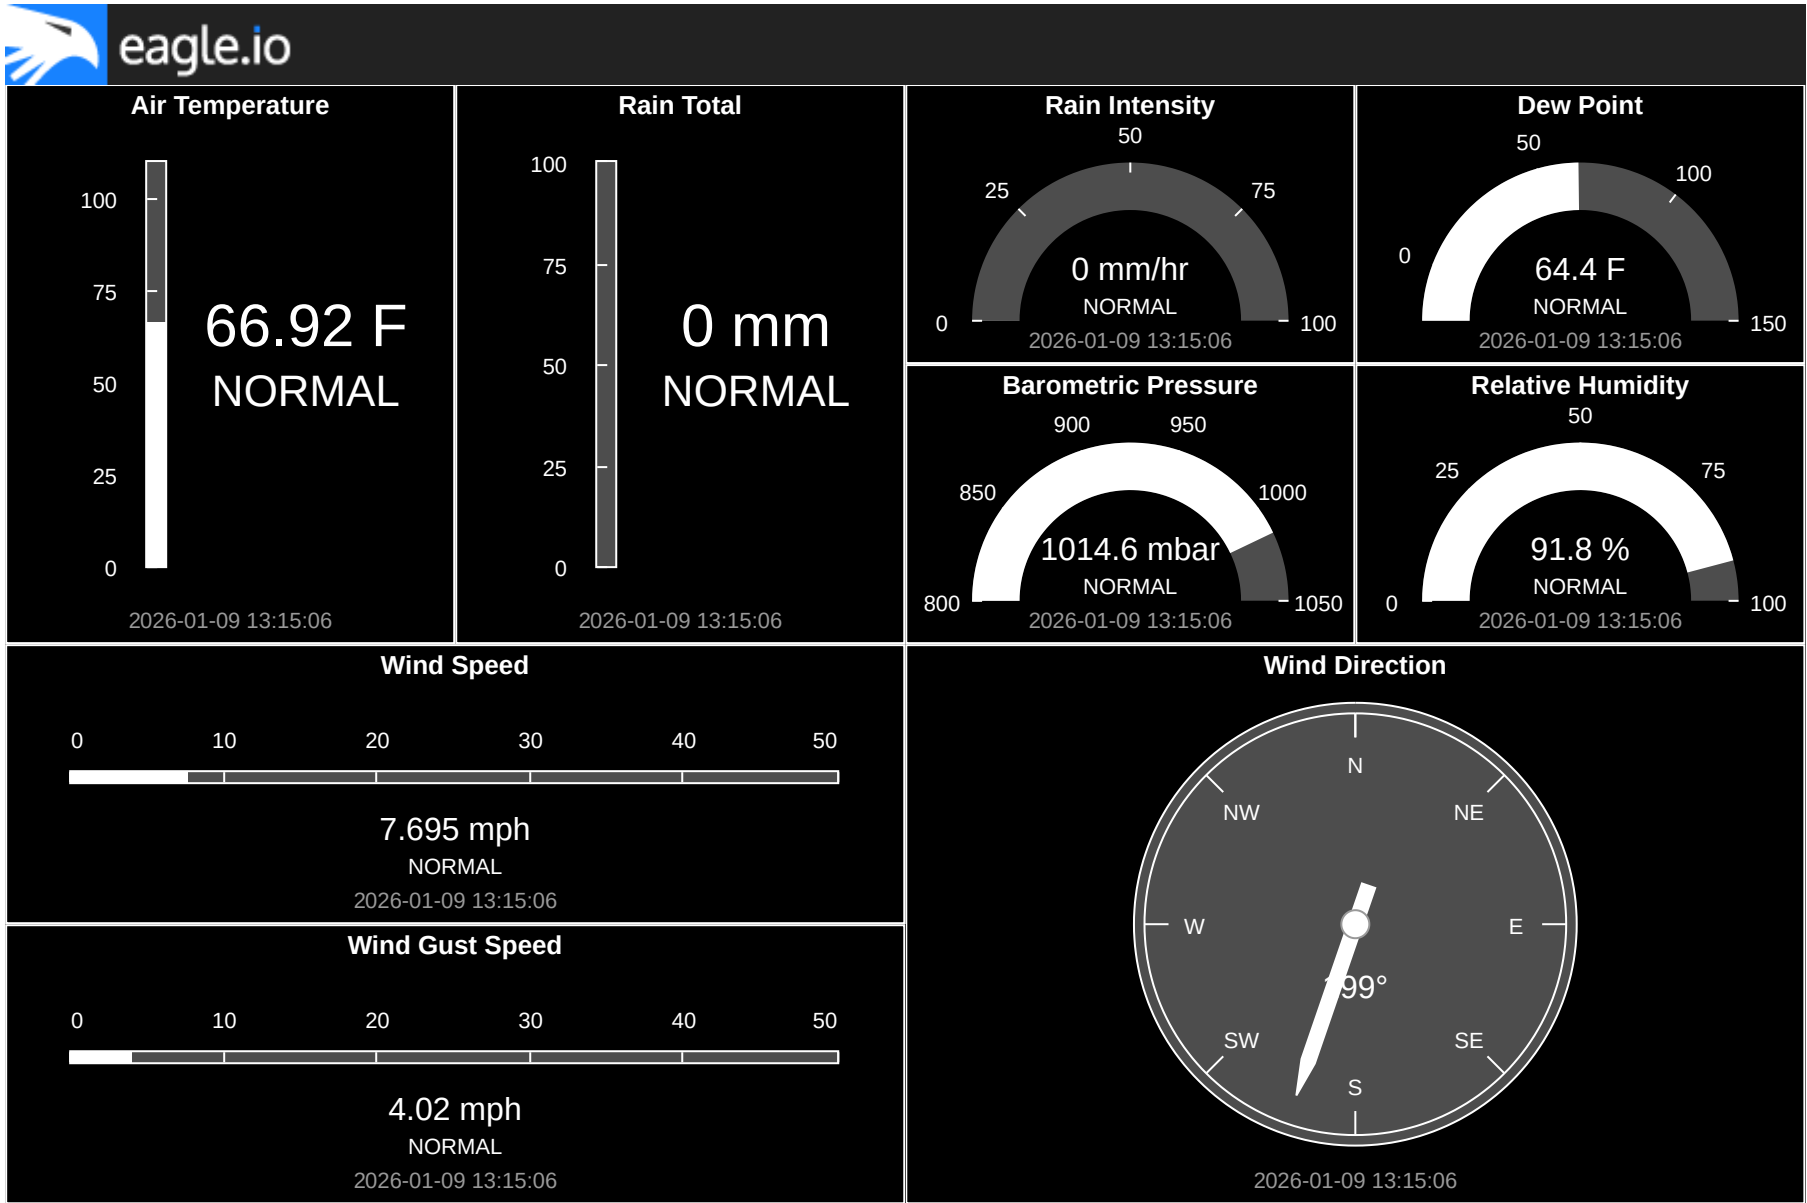 eagle.io
Air Temperature
100
75
50
25
0
66.92 F
NORMAL
2026-01-09 13:15:06
Rain Total
100
75
50
25
0
0 mm
NORMAL
2026-01-09 13:15:06
Rain Intensity
50
25
75
0
100
0 mm/hr
NORMAL
2026-01-09 13:15:06
Dew Point
50
100
0
150
64.4 F
NORMAL
2026-01-09 13:15:06
Barometric Pressure
900
950
850
1000
800
1050
1014.6 mbar
NORMAL
2026-01-09 13:15:06
Relative Humidity
50
25
75
0
100
91.8 %
NORMAL
2026-01-09 13:15:06
Wind Speed
0 10 20 30 40 50
7.695 mph
NORMAL
2026-01-09 13:15:06
Wind Gust Speed
0 10 20 30 40 50
4.02 mph
NORMAL
2026-01-09 13:15:06
Wind Direction
N
NW
NE
W
E
199°
SW
SE
S
2026-01-09 13:15:06